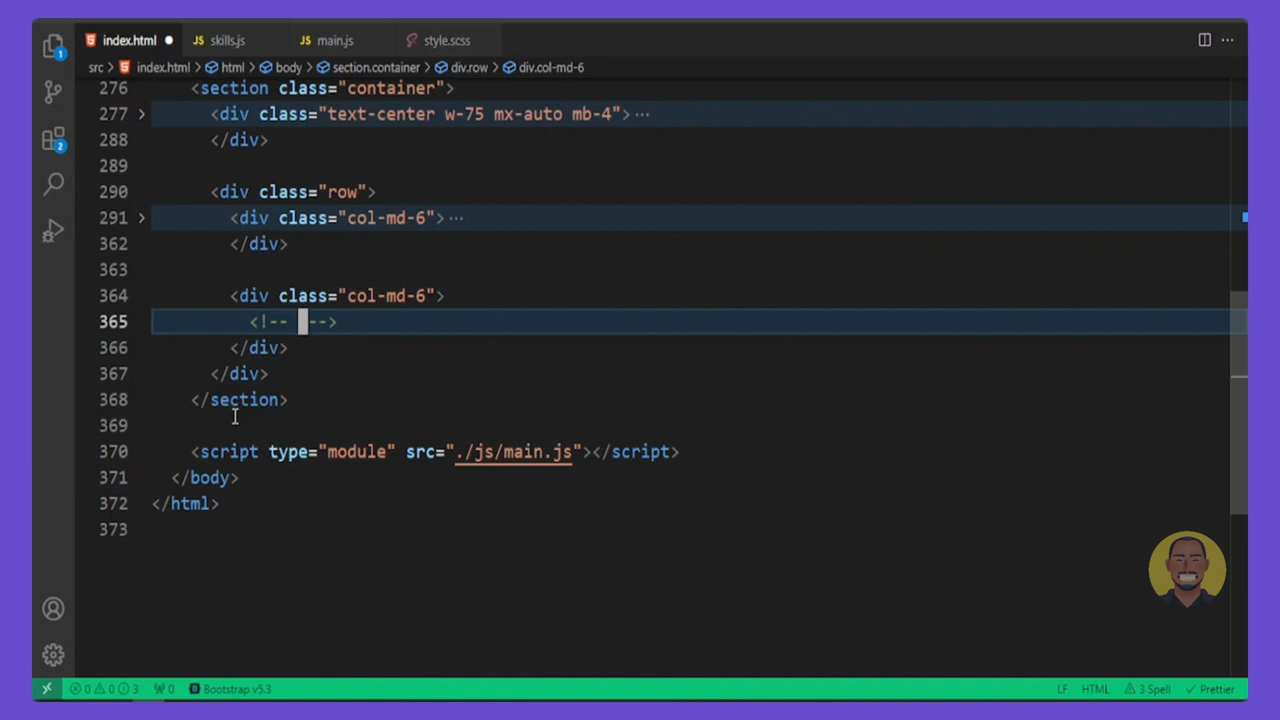 index.html
JS skills.js
JS main.js
style.scss
src > index.html > html > body > section.container > div.row > div.col-md-6
276 <section class="container">
277 <div class="text-center w-75 mx-auto mb-4">...
288 </div>
289
290 <div class="row">
291 <div class="col-md-6">...
362 </div>
363
364 <div class="col-md-6">
365 <!-- -->
366 </div>
367 </div>
368 </section>
369
370 <script type="module" src="./js/main.js"></script>
371 </body>
372 </html>
373
1
2
0 0 3 0 B Bootstrap v5.3 LF HTML 3 Spell Prettier